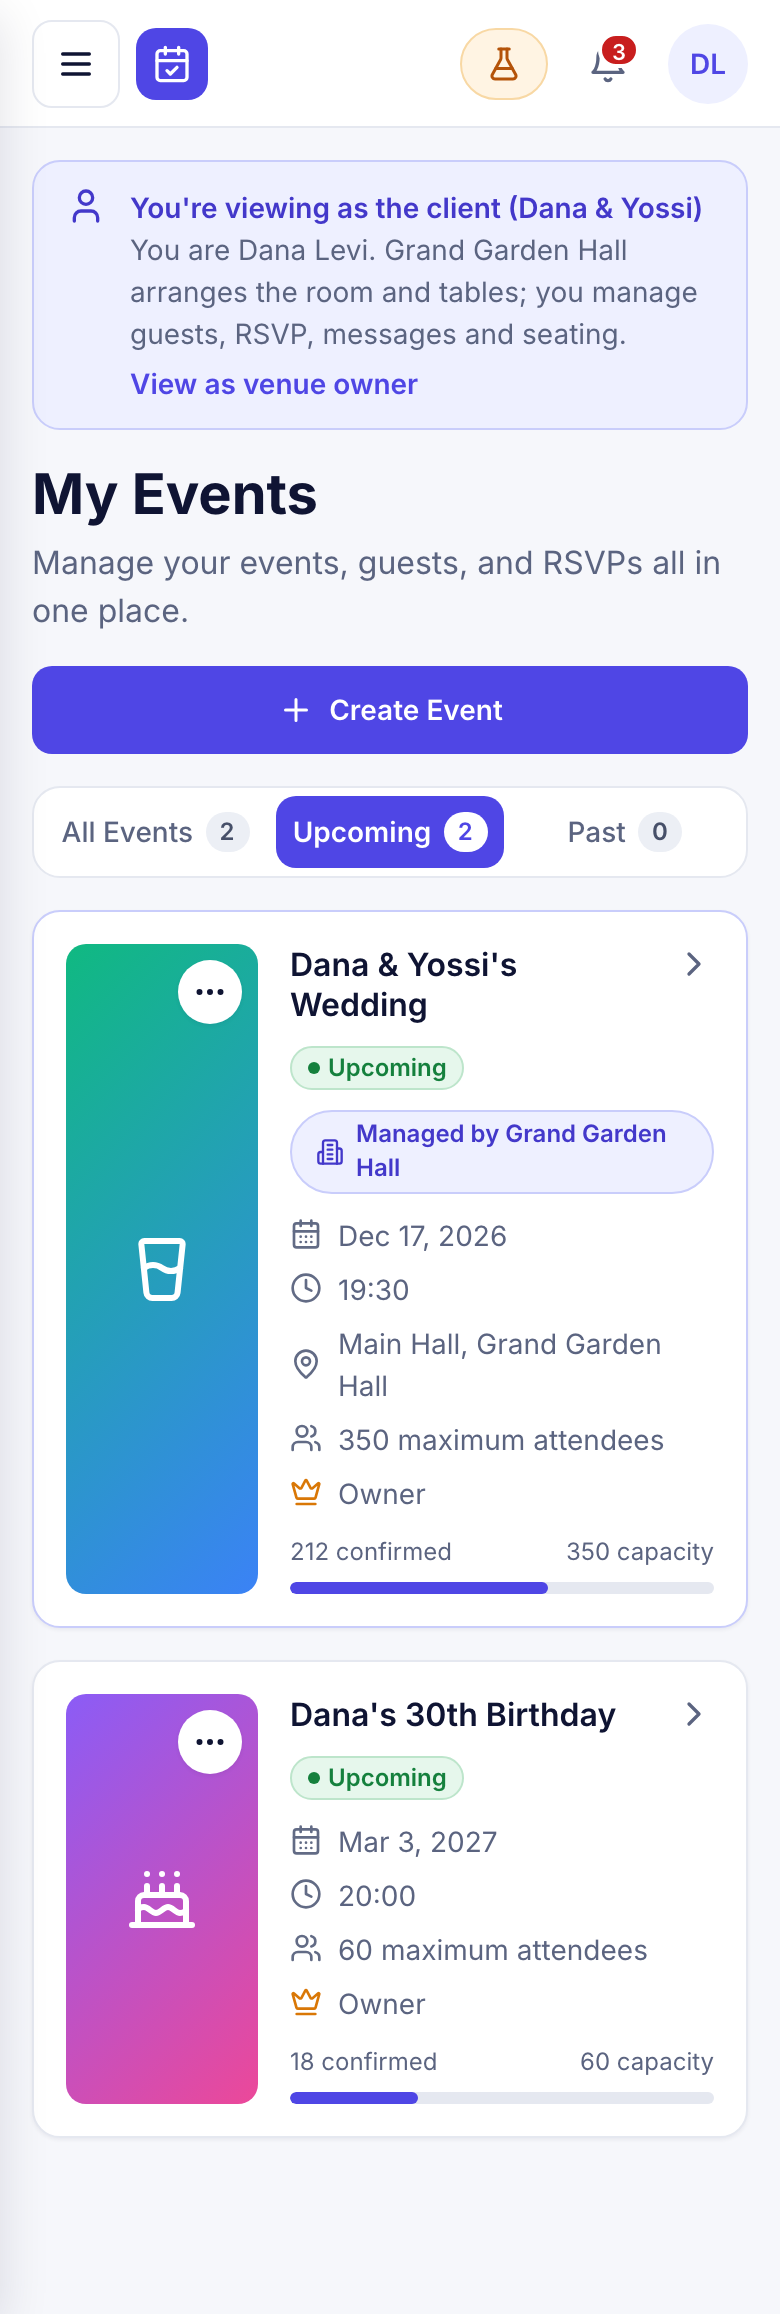 3
DL
You're viewing as the client (Dana & Yossi)
You are Dana Levi. Grand Garden Hall
arranges the room and tables; you manage
guests, RSVP, messages and seating.
View as venue owner
My Events
Manage your events, guests, and RSVPs all in
one place.
Create Event
All Events 2
Upcoming 2
Past 0
Dana & Yossi's
Wedding
Upcoming
Managed by Grand Garden
Hall
Dec 17, 2026
19:30
Main Hall, Grand Garden
Hall
350 maximum attendees
Owner
212 confirmed 350 capacity
Dana's 30th Birthday
Upcoming
Mar 3, 2027
20:00
60 maximum attendees
Owner
18 confirmed 60 capacity